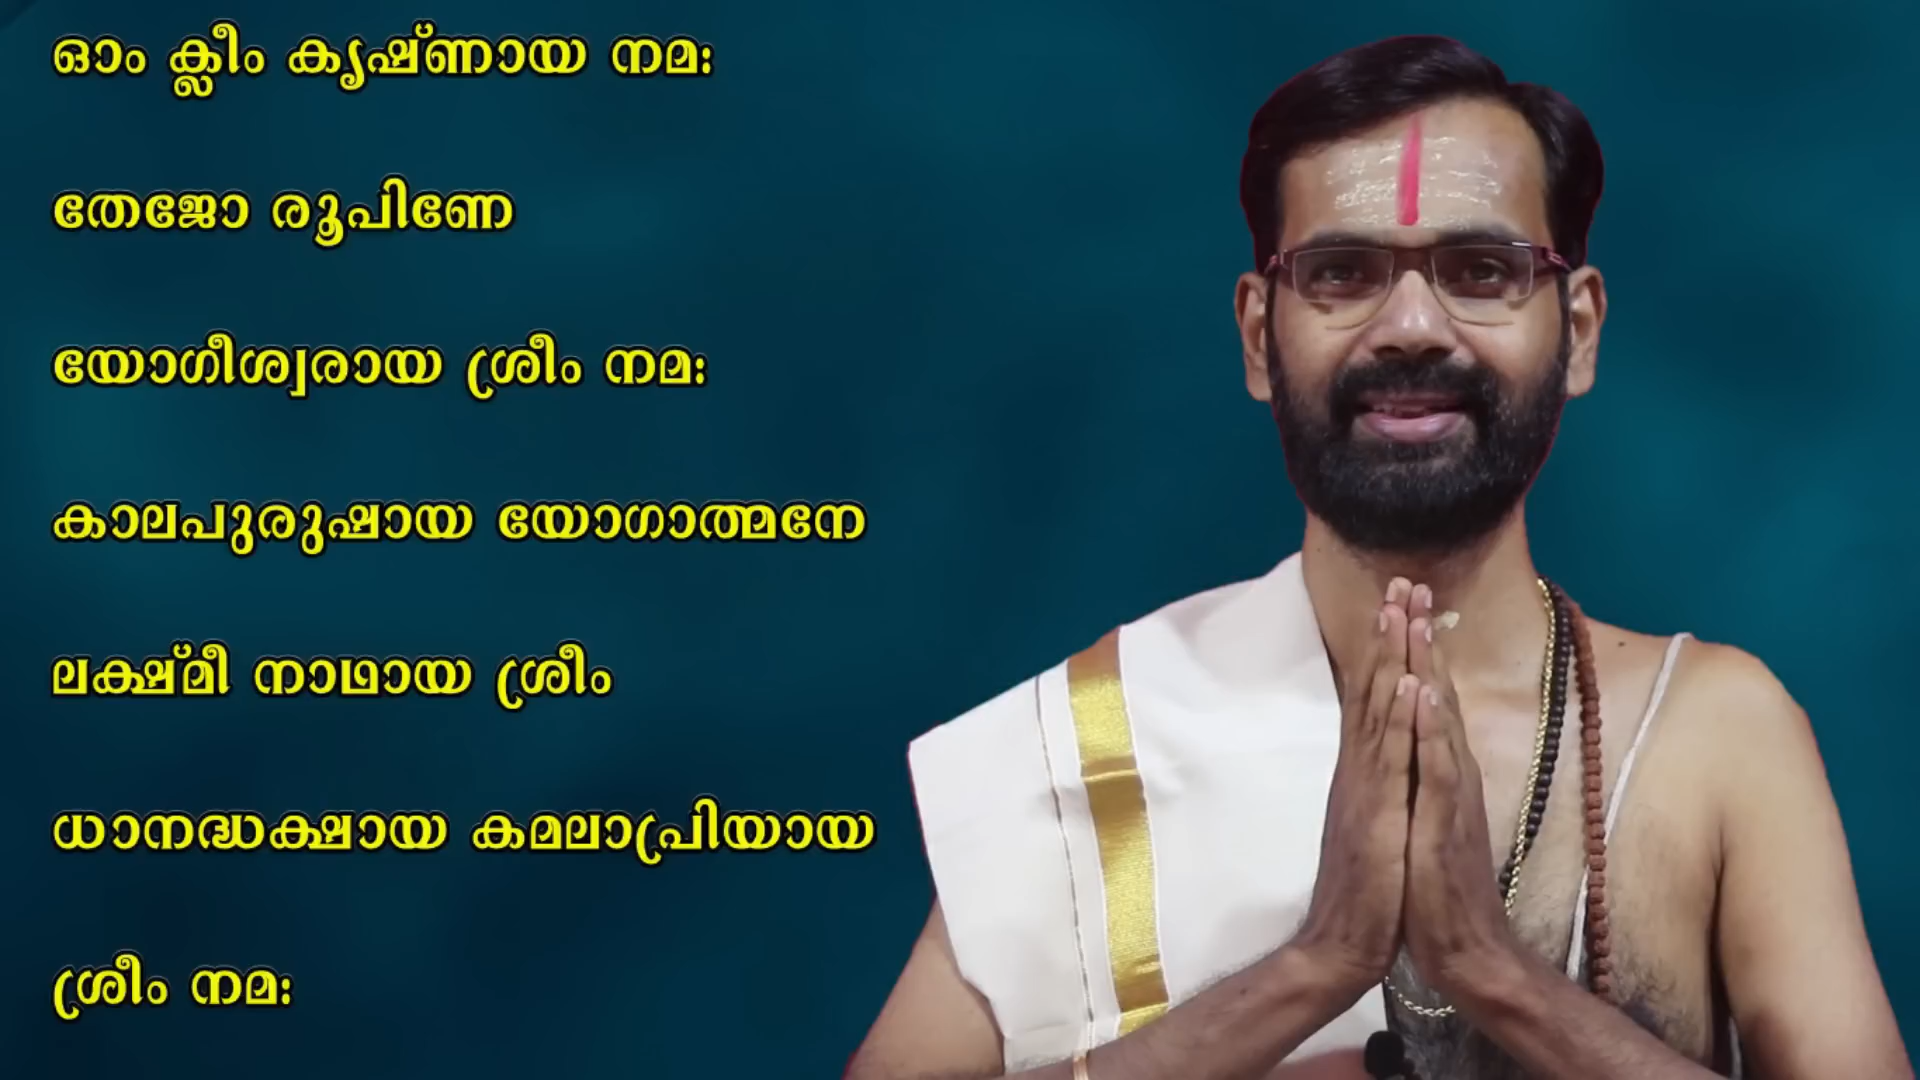 ഓം ക്ലീം കൃഷ്ണായ നമ:
തേജോ രൂപിണേ
യോഗീശ്വരായ ശ്രീം നമ:
കാലപുരുഷായ യോഗാത്മനേ
ലക്ഷ്മീ നാഥായ ശ്രീം
ധാനദ്ധക്ഷായ കമലാപ്രിയായ
ശ്രീം നമ: